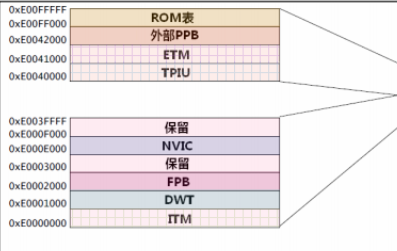 0xE00FFFFF
ROM表
0xE00FF000
外部PPB
0xE0042000
ETM
0xE0041000
TPIU
0xE0040000
0xE003FFFF
保留
0xE000F000
NVIC
0xE000E000
保留
0xE0003000
FPB
0xE0002000
DWT
0xE0001000
ITM
0xE0000000